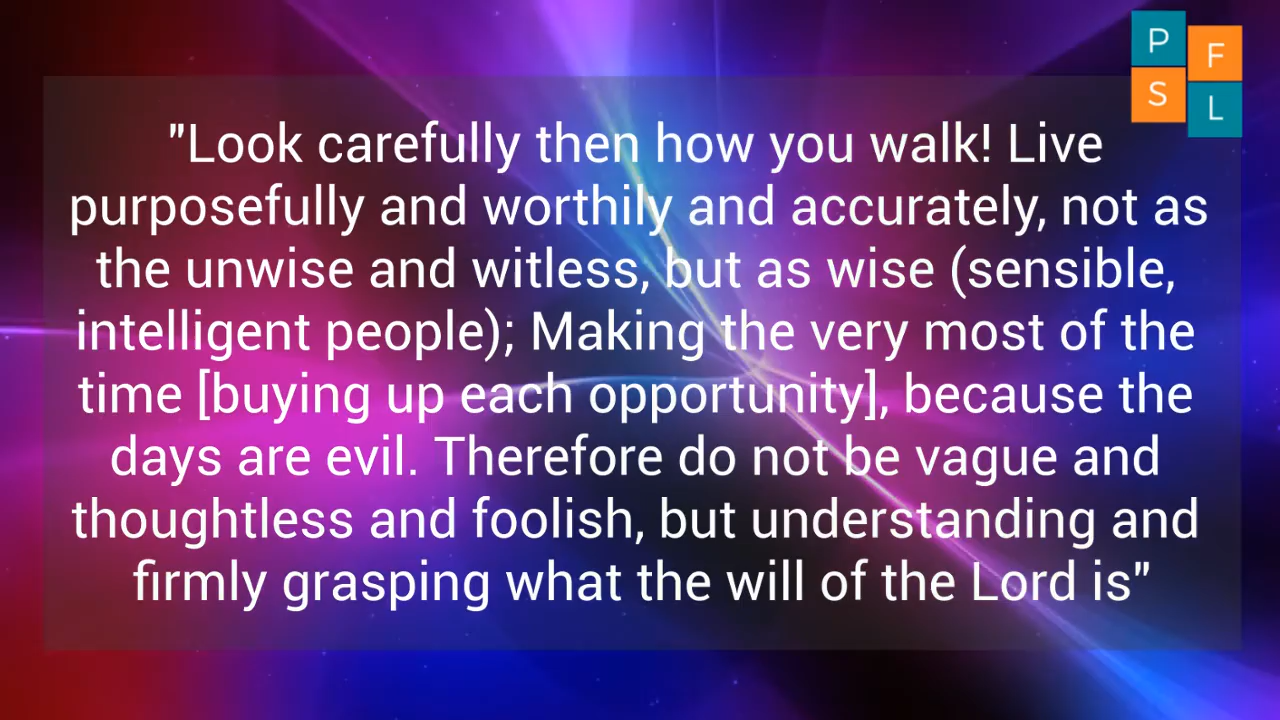 P F
S L
"Look carefully then how you walk! Live
purposefully and worthily and accurately, not as
the unwise and witless, but as wise (sensible,
intelligent people); Making the very most of the
time [buying up each opportunity], because the
days are evil. Therefore do not be vague and
thoughtless and foolish, but understanding and
firmly grasping what the will of the Lord is"